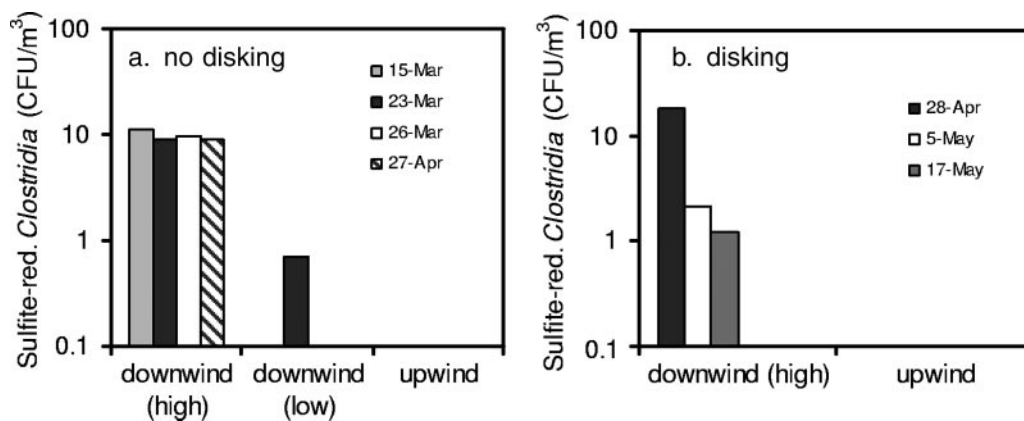 Sulfite-red. Clostridia (CFU/m³)
100
10
1
0.1
a. no disking
15-Mar
23-Mar
26-Mar
27-Apr
downwind (high)
downwind (low)
upwind
Sulfite-red. Clostridia (CFU/m³)
100
10
1
0.1
b. disking
28-Apr
5-May
17-May
downwind (high)
upwind